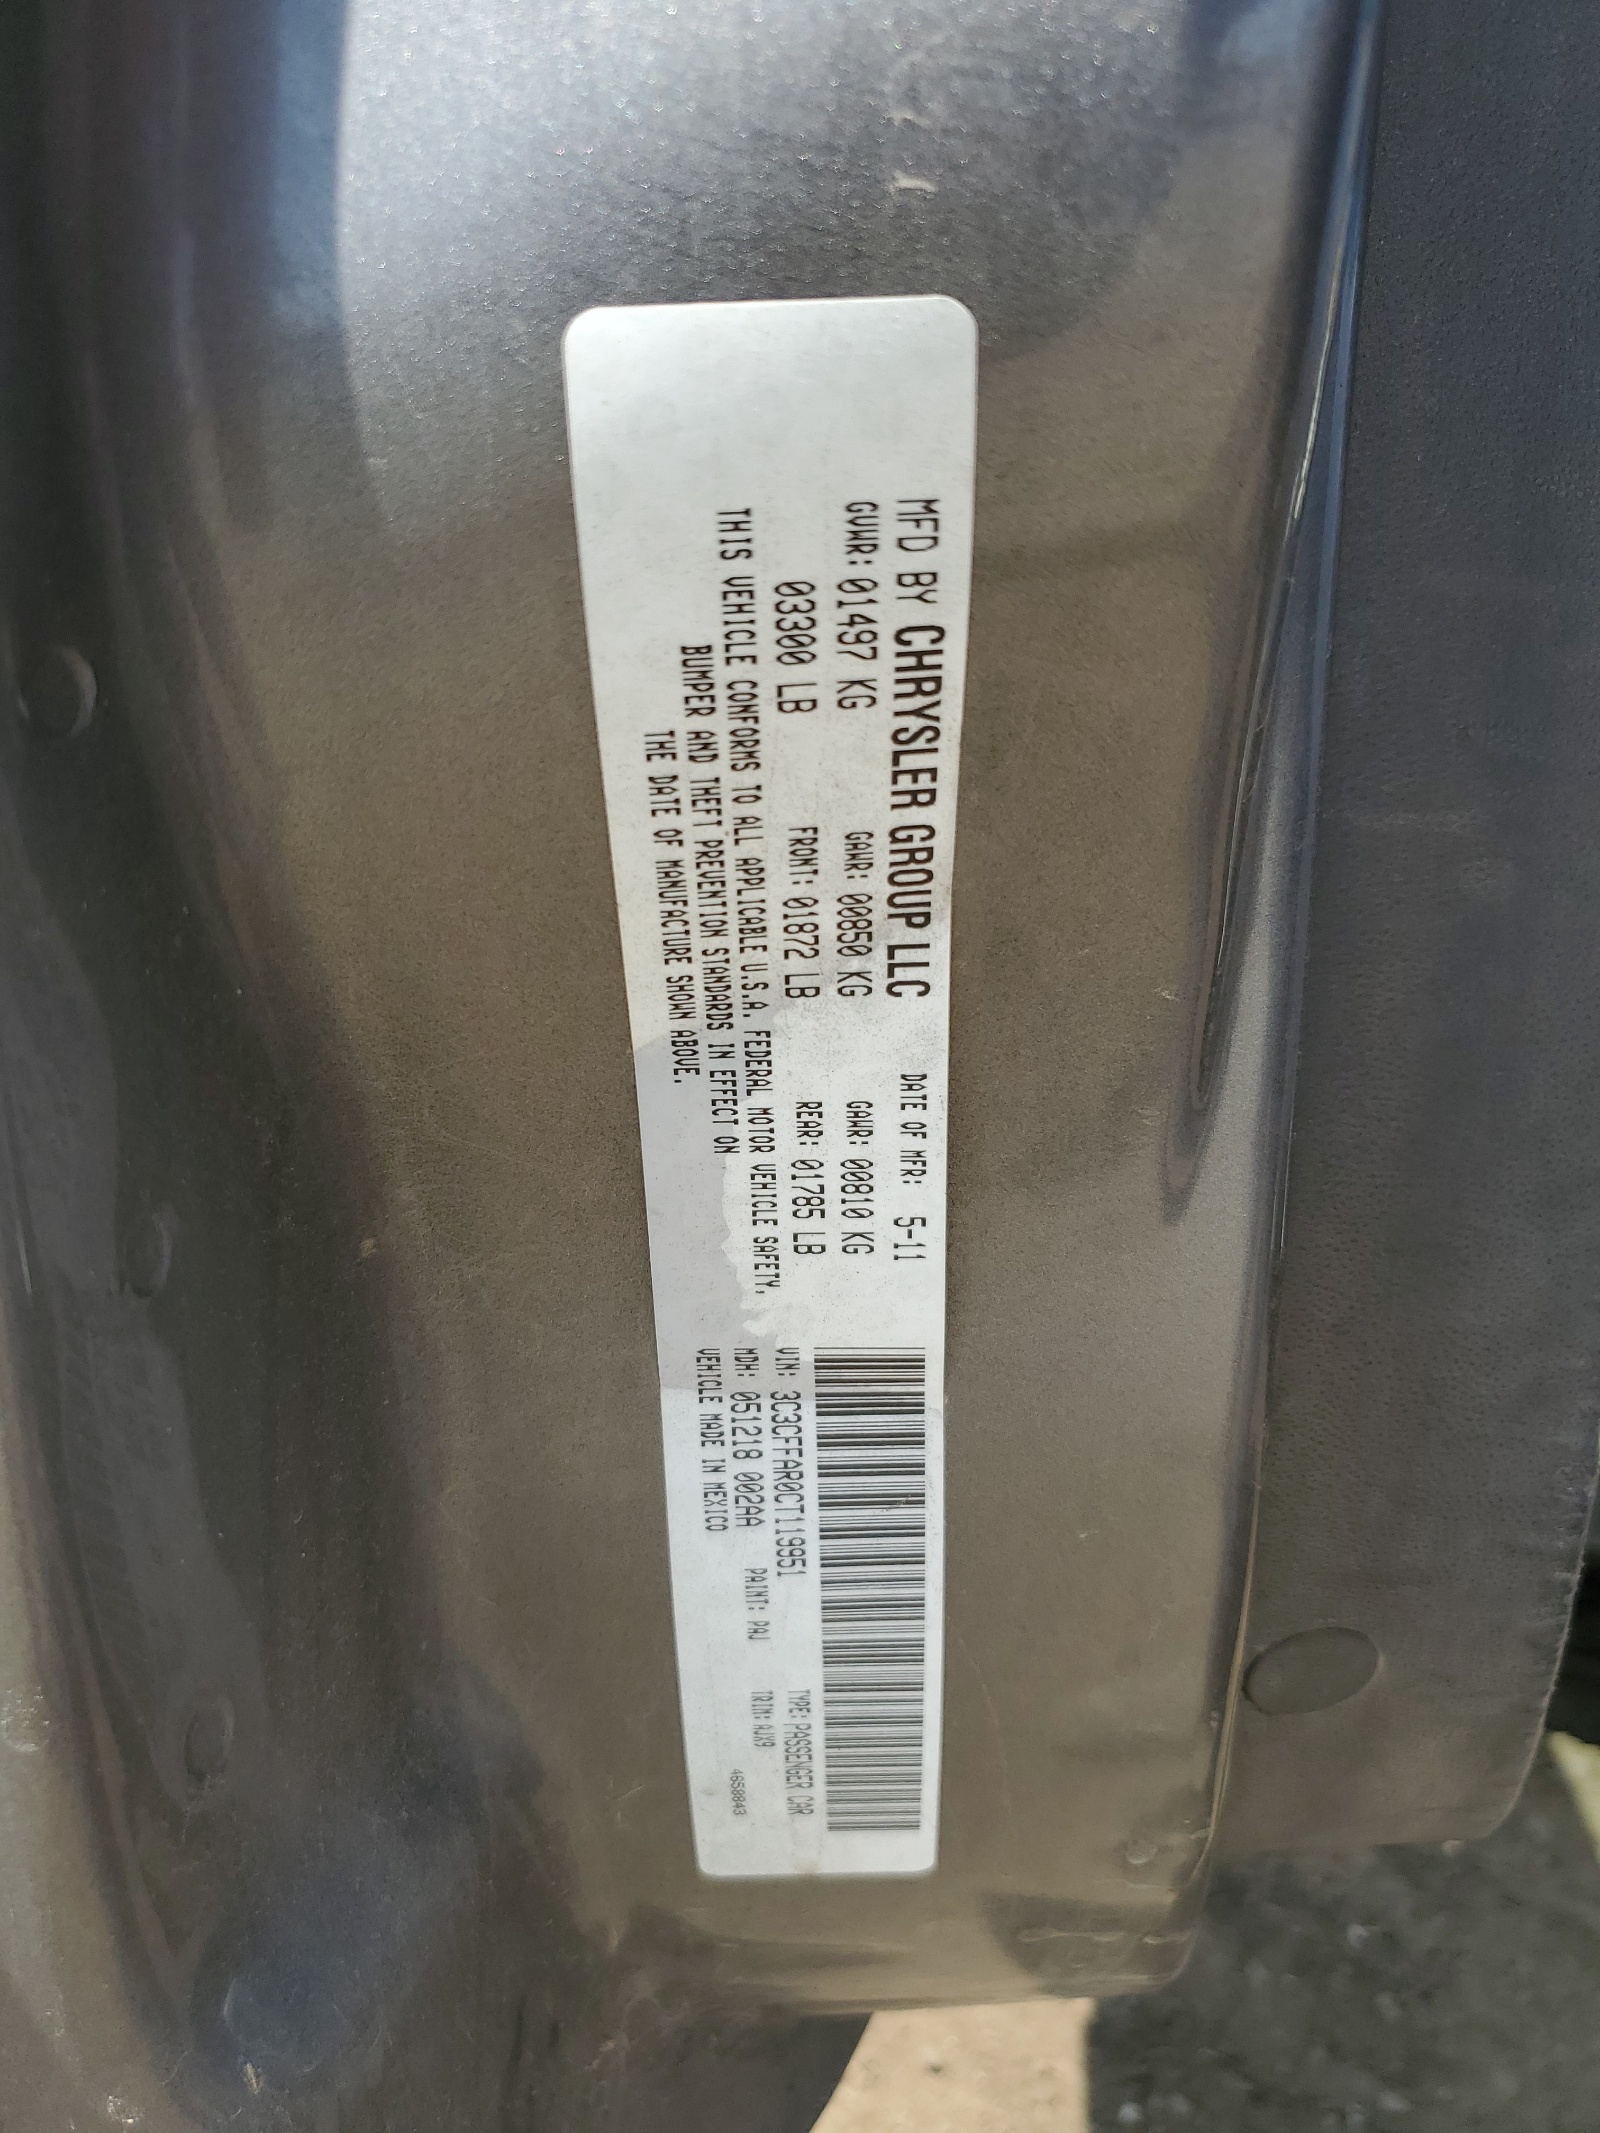 MFD BY CHRYSLER GROUP LLC DATE OF MFR: 5-11
GVWR: 01497 KG GAWR: 00850 KG GAWR: 00810 KG
03300 LB FRONT: 01872 LB REAR: 01785 LB
THIS VEHICLE CONFORMS TO ALL APPLICABLE U.S.A. FEDERAL MOTOR VEHICLE SAFETY,
BUMPER AND THEFT PREVENTION STANDARDS IN EFFECT ON
THE DATE OF MANUFACTURE SHOWN ABOVE.
VIN: 3C3CFFAR0CT119951 TYPE: PASSENGER CAR
MDH: 051218 002AA PAINT: PAJ TRIM: AJX9
VEHICLE MADE IN MEXICO 4658843